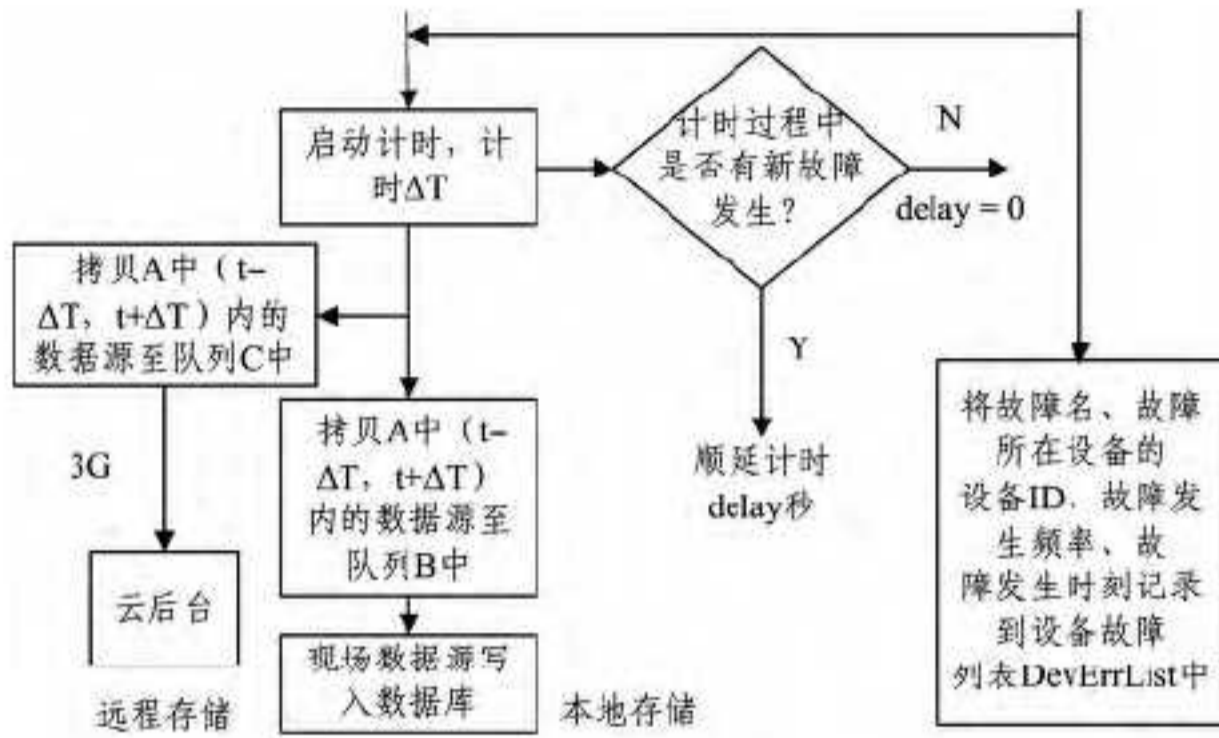 启动计时，计
时ΔT
计时过程中
是否有新故障
发生？
N
delay = 0
Y
顺延计时
delay秒
拷贝A中（t−
ΔT，t+ΔT）内的
数据源至队列C中
3G
云后台
远程存储
拷贝A中（t−
ΔT，t+ΔT）
内的数据源至
队列B中
现场数据源写
入数据库
本地存储
将故障名、故障
所在设备的
设备ID、故障发
生频率、故
障发生时刻记录
到设备故障
列表DevErrList中